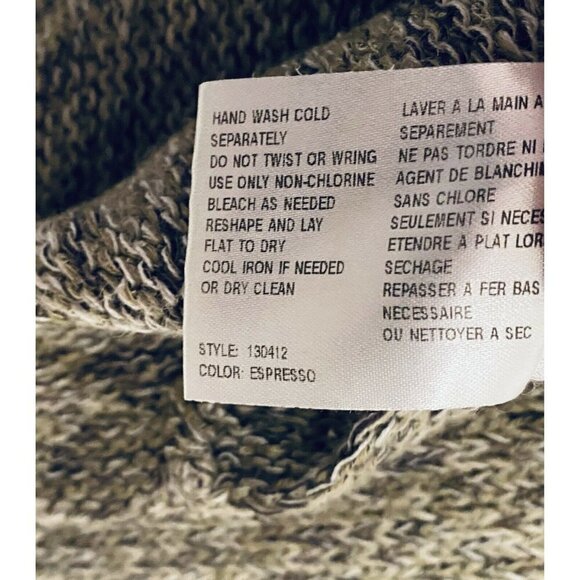 HAND WASH COLD
SEPARATELY
DO NOT TWIST OR WRING
USE ONLY NON-CHLORINE
BLEACH AS NEEDED
RESHAPE AND LAY
FLAT TO DRY
COOL IRON IF NEEDED
OR DRY CLEAN
STYLE: 130412
COLOR: ESPRESSO
LAVER A LA MAIN A
SEPAREMENT
NE PAS TORDRE NI
AGENT DE BLANCHI
SANS CHLORE
SEULEMENT SI NECES
ETENDRE A PLAT LOR
SECHAGE
REPASSER A FER BAS
NECESSAIRE
OU NETTOYER A SEC